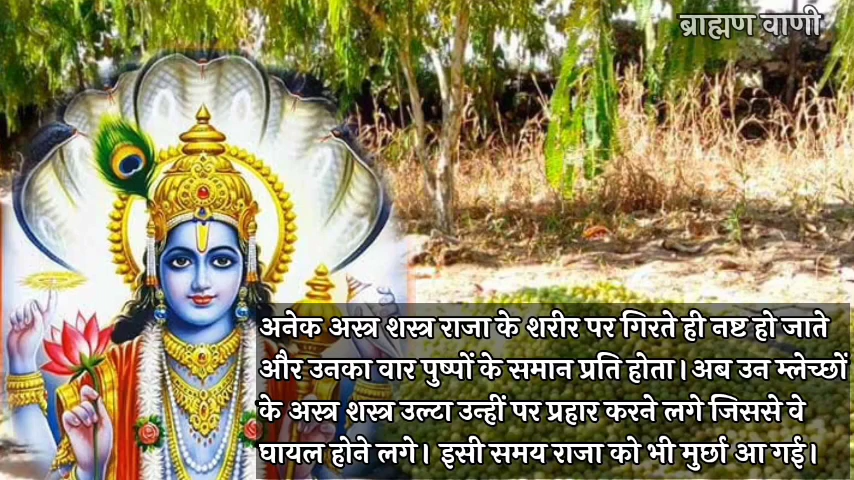 ब्राह्मण वाणी
अनेक अस्त्र शस्त्र राजा के शरीर पर गिरते ही नष्ट हो जाते
और उनका वार पुष्पों के समान प्रति होता। अब उन म्लेच्छों
के अस्त्र शस्त्र उल्टा उन्हीं पर प्रहार करने लगे जिससे वे
घायल होने लगे। इसी समय राजा को भी मुर्छा आ गई।